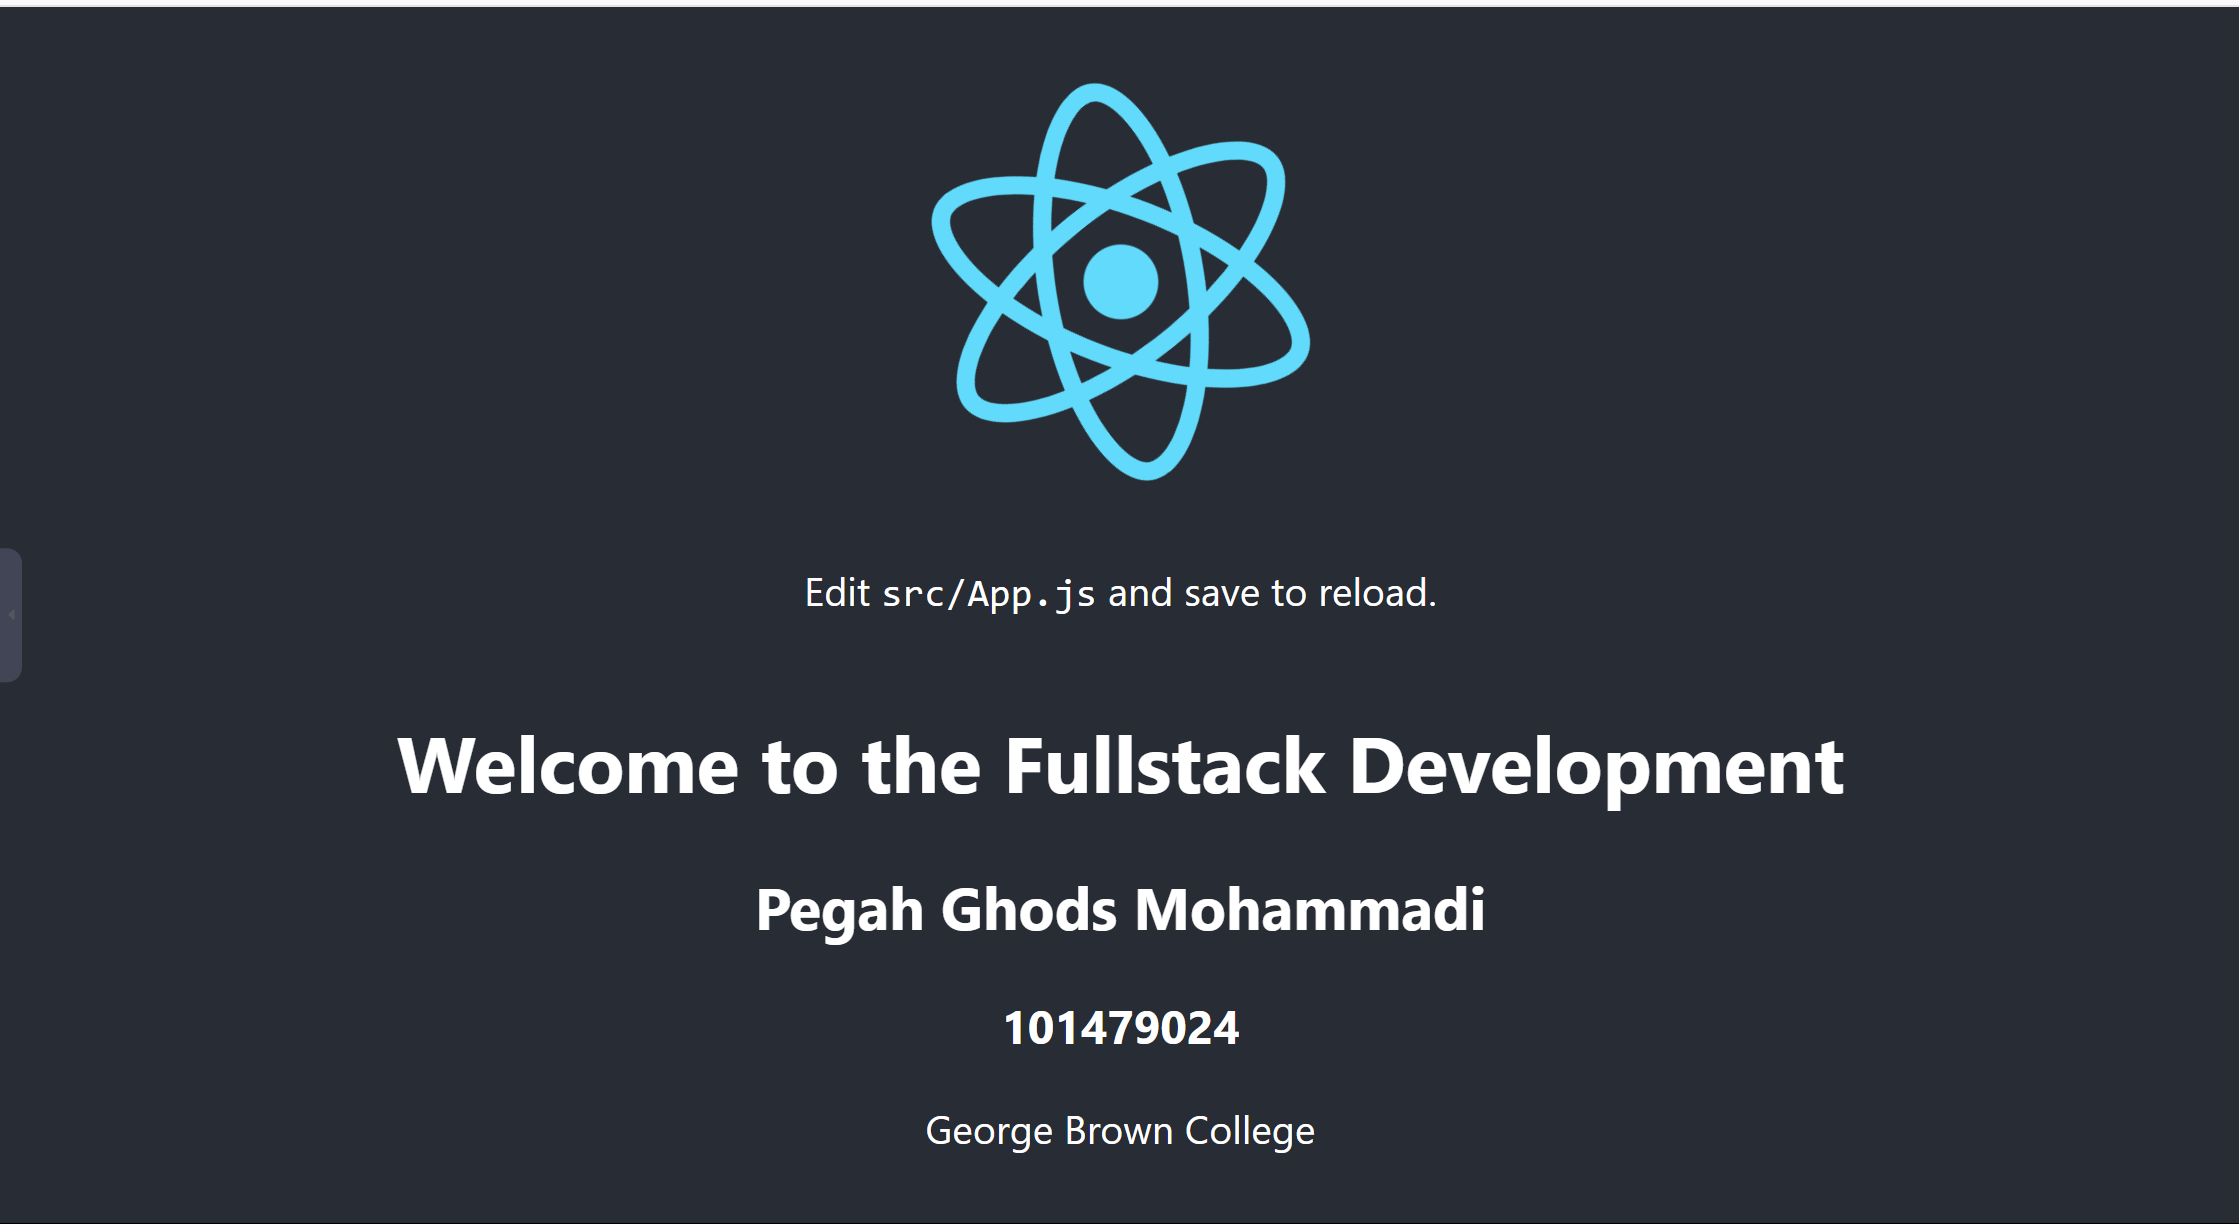 Edit src/App.js and save to reload.
Welcome to the Fullstack Development
Pegah Ghods Mohammadi
101479024
George Brown College